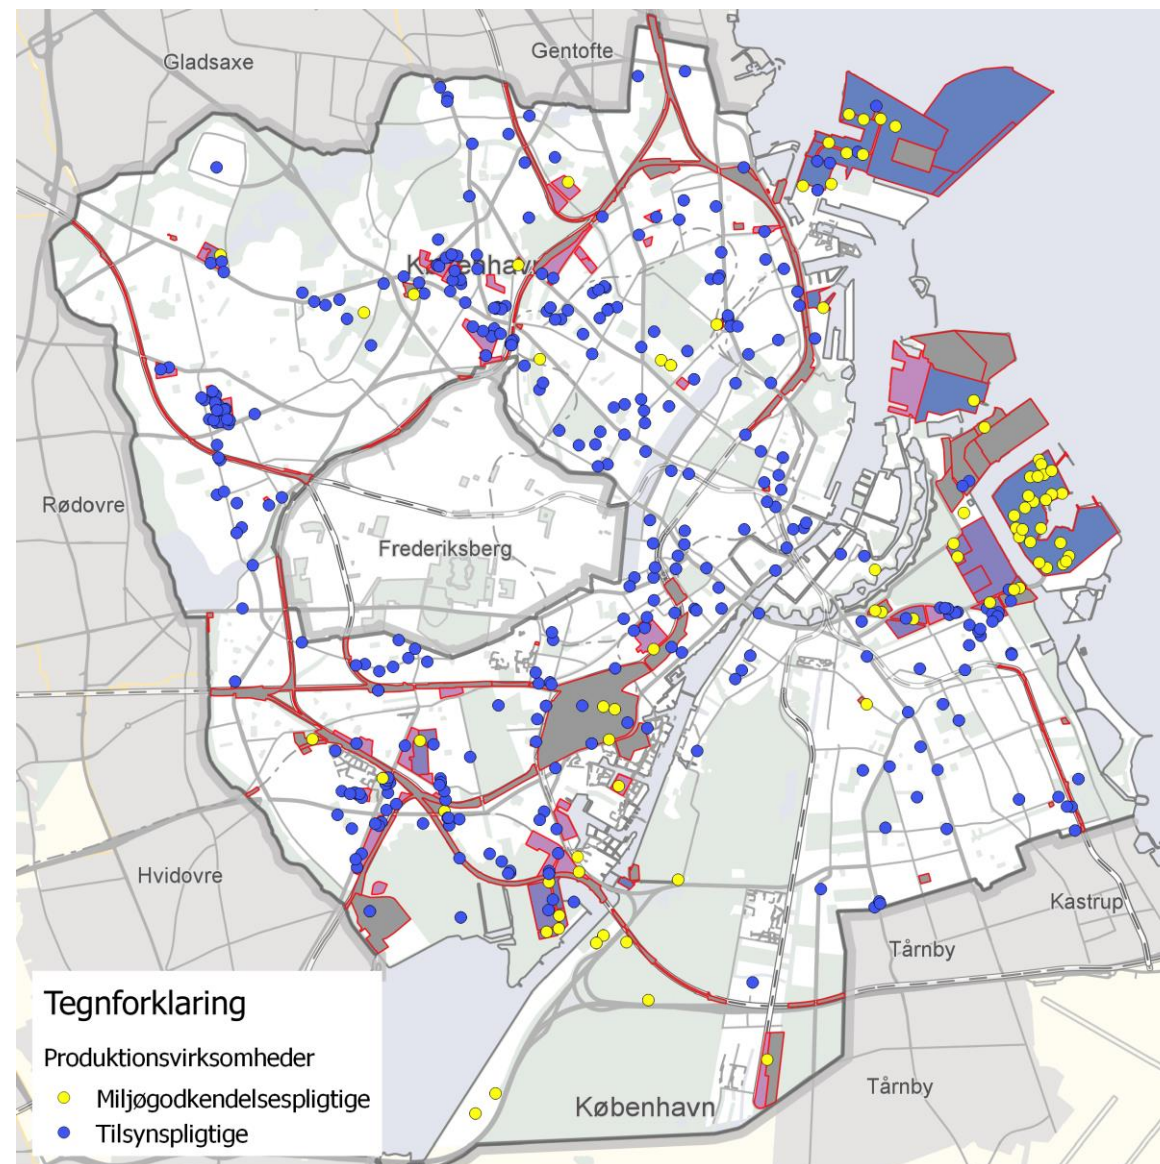 Gentofte
Gladsaxe
København
Rødovre
Frederiksberg
Hvidovre
Kastrup
Tårnby
Tårnby
København
Tegnforklaring
Produktionsvirksomheder
Miljøgodkendelsespligtige
Tilsynspligtige